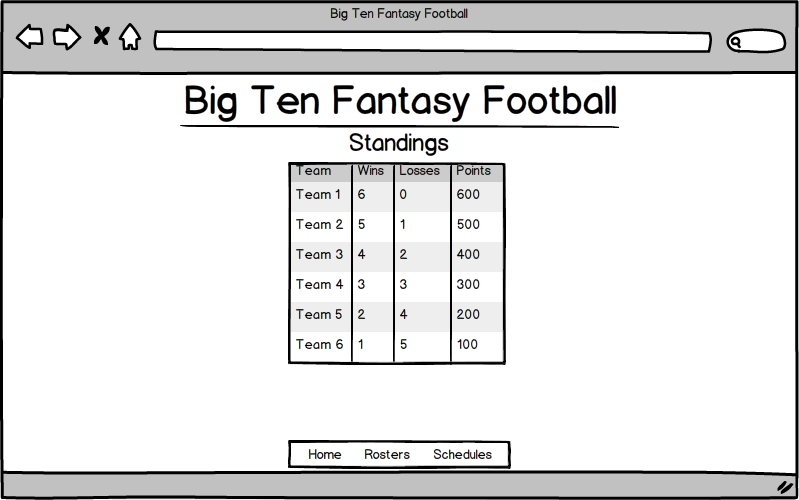 Big Ten Fantasy Football
Big Ten Fantasy Football
Standings
Team Wins Losses Points
Team 1 6 0 600
Team 2 5 1 500
Team 3 4 2 400
Team 4 3 3 300
Team 5 2 4 200
Team 6 1 5 100
Home Rosters Schedules